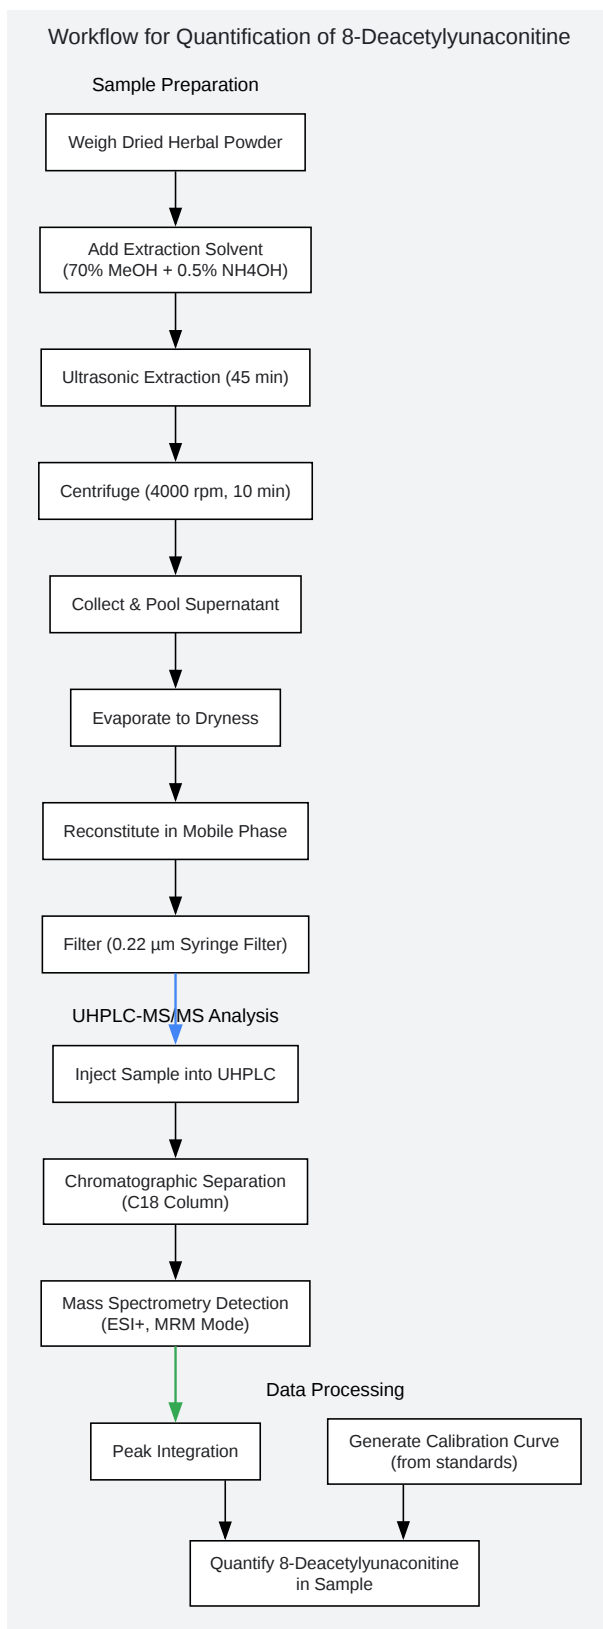 Workflow for Quantification of 8-Deacetylyunaconitine
Sample Preparation
Weigh Dried Herbal Powder
Add Extraction Solvent
(70% MeOH + 0.5% NH4OH)
Ultrasonic Extraction (45 min)
Centrifuge (4000 rpm, 10 min)
Collect & Pool Supernatant
Evaporate to Dryness
Reconstitute in Mobile Phase
Filter (0.22 µm Syringe Filter)
UHPLC-MS/MS Analysis
Inject Sample into UHPLC
Chromatographic Separation
(C18 Column)
Mass Spectrometry Detection
(ESI+, MRM Mode)
Data Processing
Peak Integration
Generate Calibration Curve
(from standards)
Quantify 8-Deacetylyunaconitine
in Sample